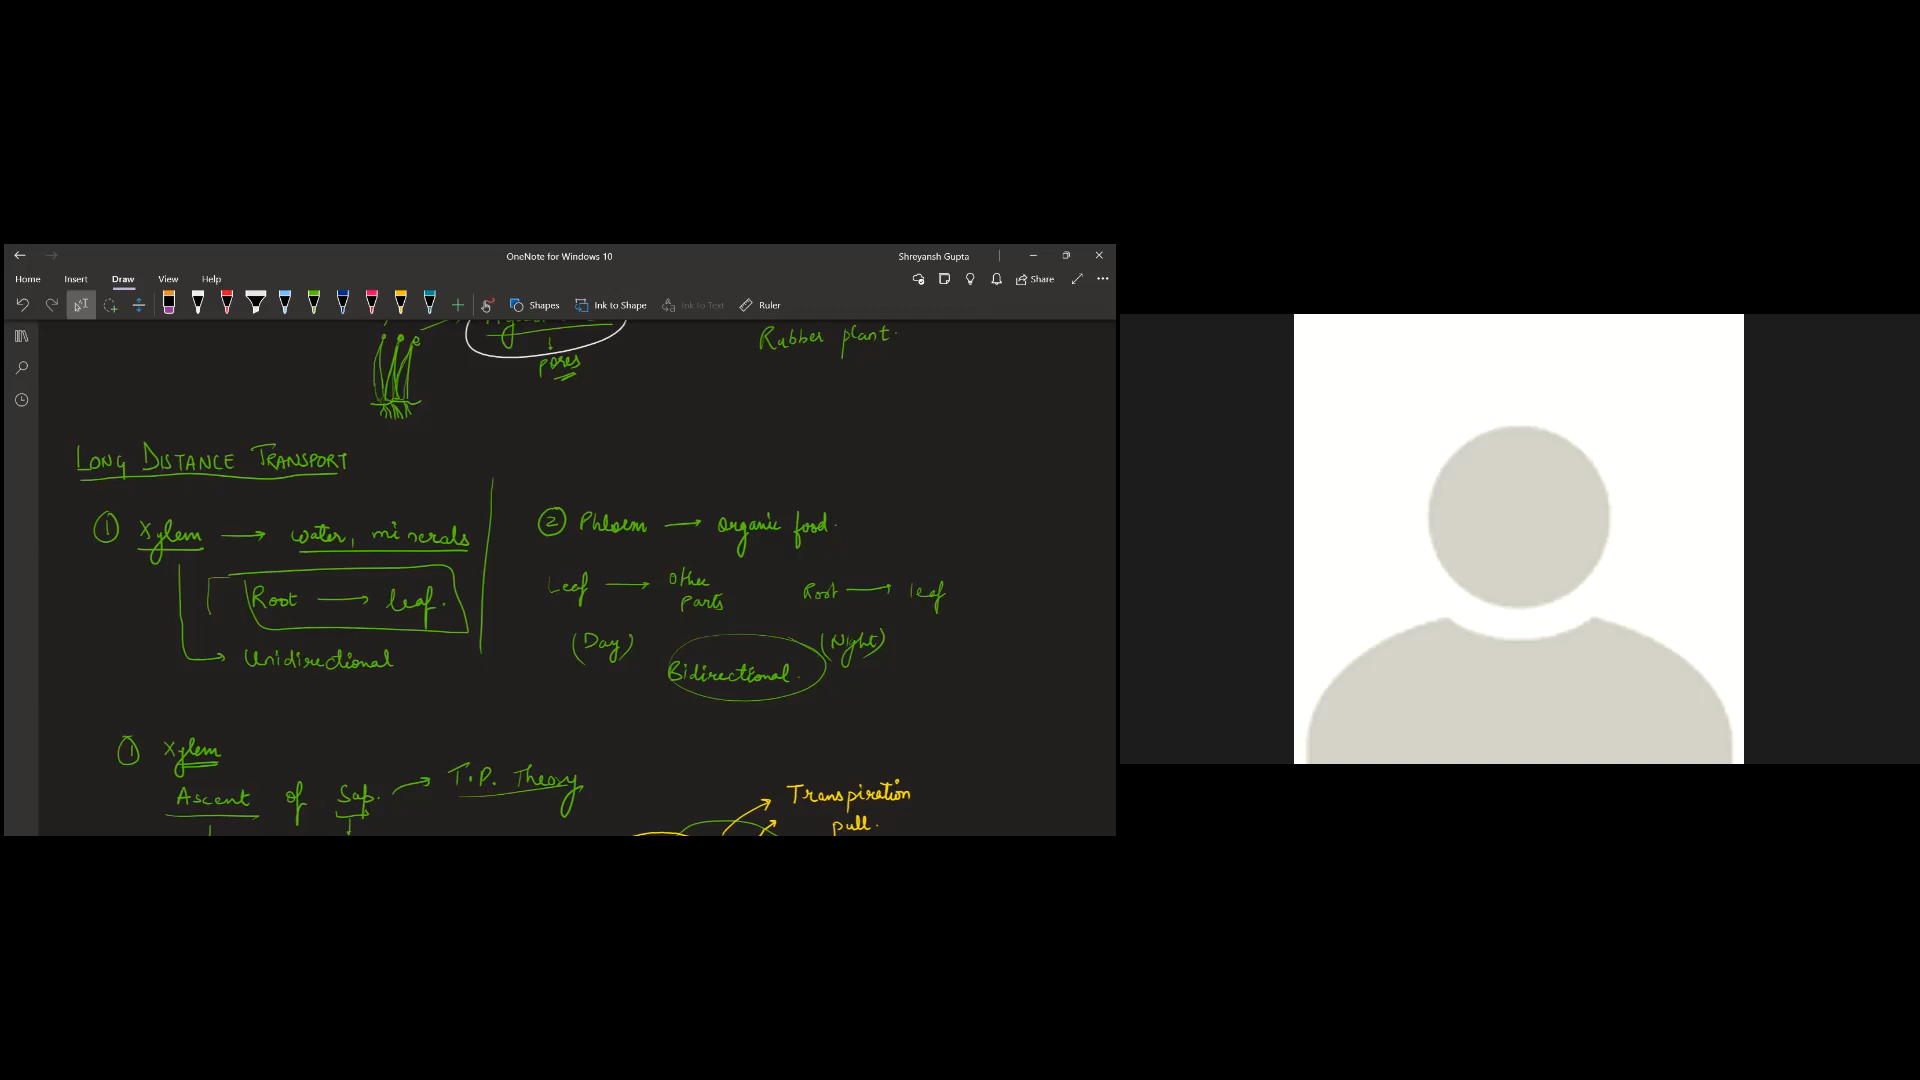 OneNote for Windows 10
Shreyansh Gupta
Home Insert Draw View Help
Share
Shapes Ink to Shape Ink to Text Ruler
pores
Rubber plant.
LONG DISTANCE TRANSPORT
① Xylem → water, minerals
Root → leaf.
Unidirectional
② Phloem → organic food.
Leaf → Other parts
Root → leaf
(Day)
(Night)
Bidirectional.
① Xylem
Ascent of Sap. → T.P. Theory
Transpiration
pull.